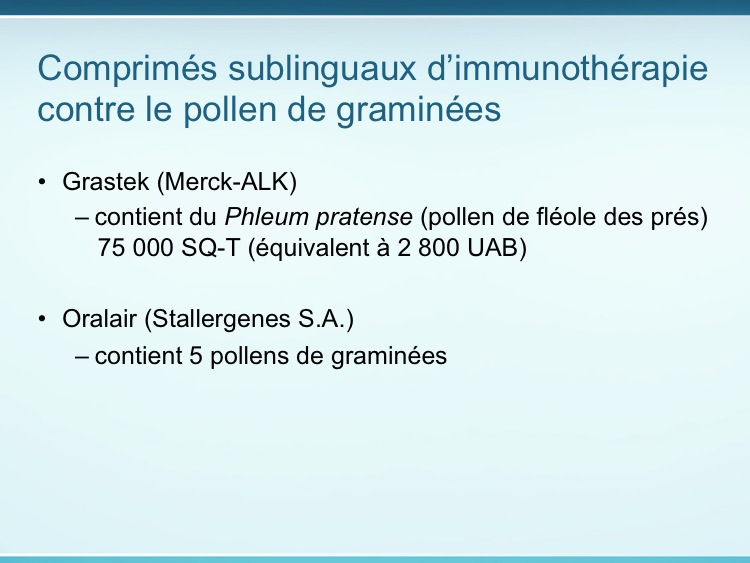 Comprimés sublinguaux d’immunothérapie
contre le pollen de graminées
• Grastek (Merck-ALK)
– contient du Phleum pratense (pollen de fléole des prés)
75 000 SQ-T (équivalent à 2 800 UAB)
• Oralair (Stallergenes S.A.)
– contient 5 pollens de graminées